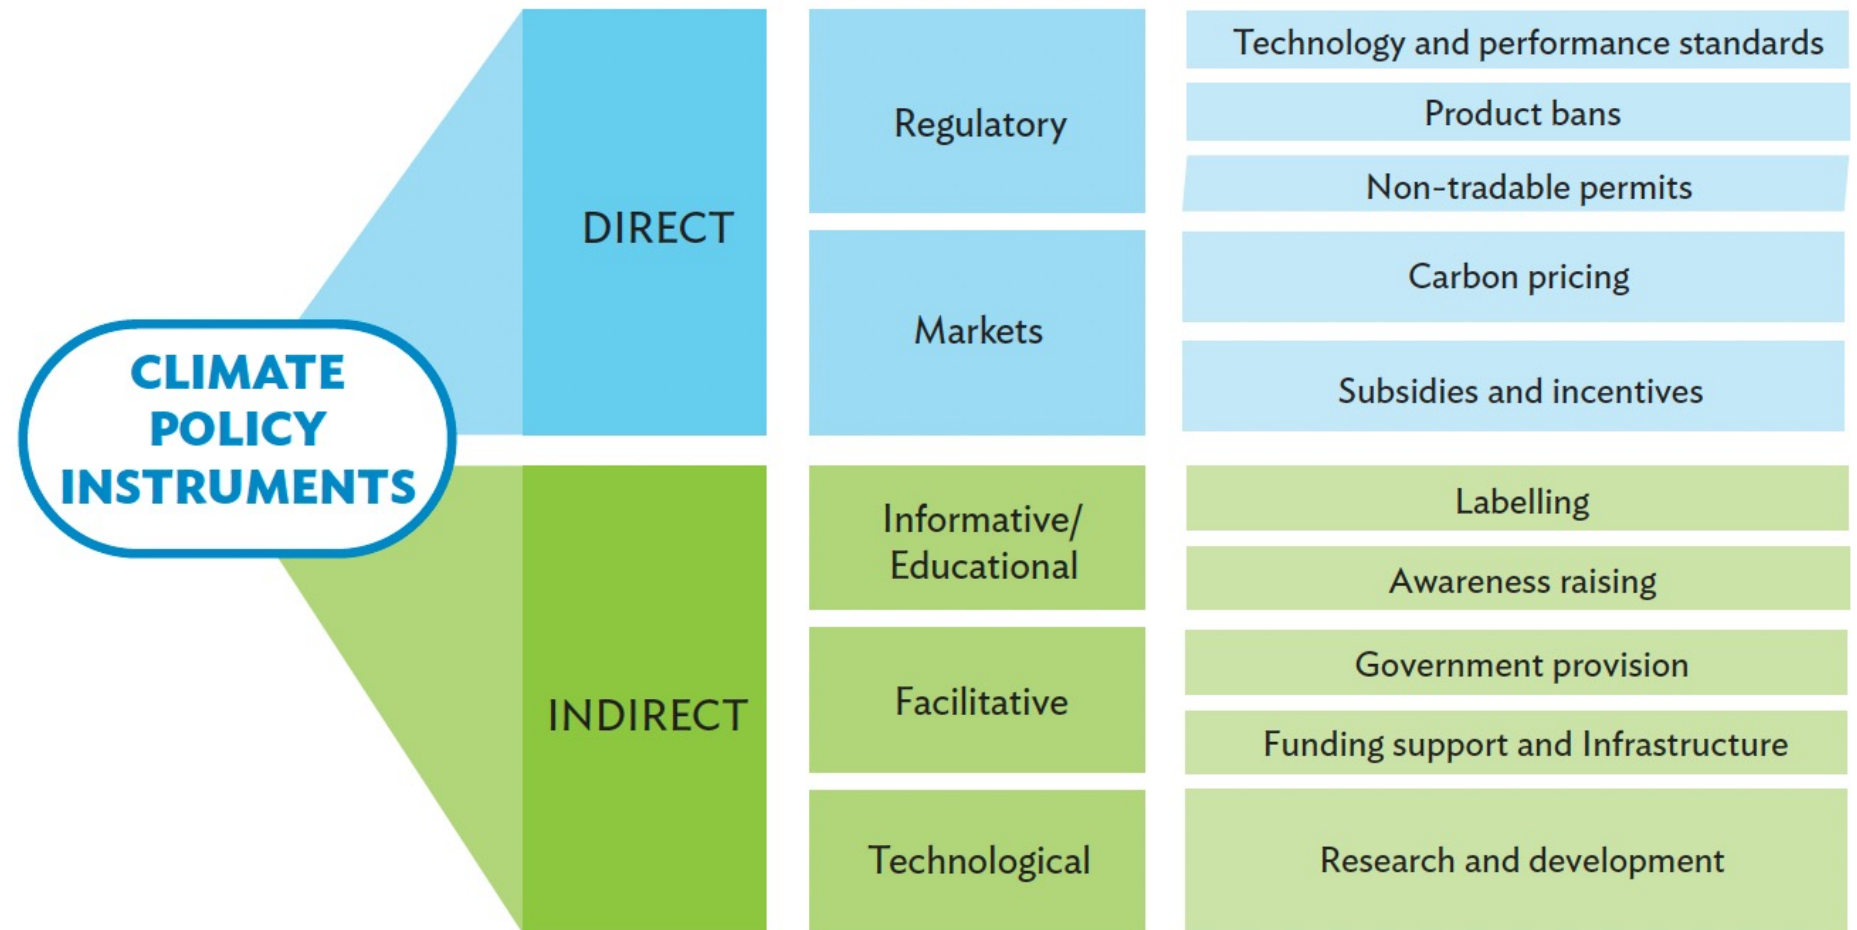 CLIMATE
POLICY
INSTRUMENTS
DIRECT
Regulatory
Technology and performance standards
Product bans
Non-tradable permits
Markets
Carbon pricing
Subsidies and incentives
INDIRECT
Informative/
Educational
Labelling
Awareness raising
Facilitative
Government provision
Funding support and Infrastructure
Technological
Research and development